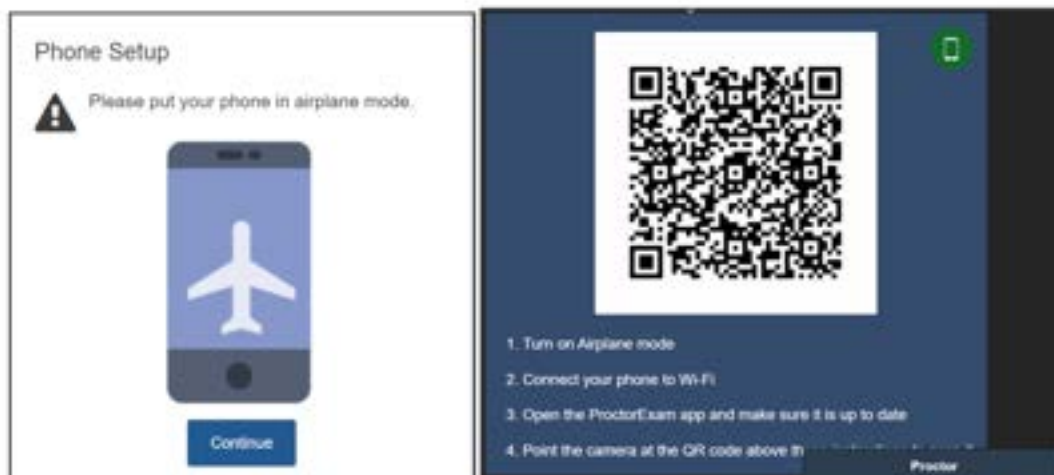 Phone Setup
Please put your phone in airplane mode.
Continue
1. Turn on Airplane mode
2. Connect your phone to Wi-Fi
3. Open the ProctorExam app and make sure it is up to date
4. Point the camera at the QR code above
Proctor